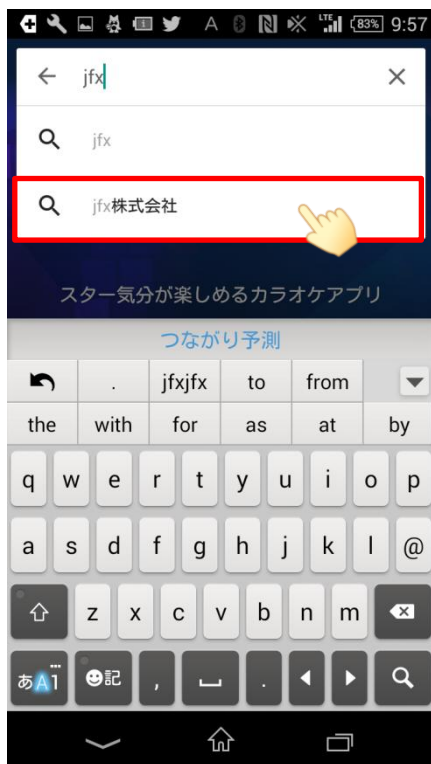 A LTE 83% 9:57
jfx
jfx
jfx株式会社
スター気分が楽しめるカラオケアプリ
つながり予測
. jfxjfx to from
the with for as at by
q w e r t y u i o p
a s d f g h j k l @
z x c v b n m
あA1 記 , .